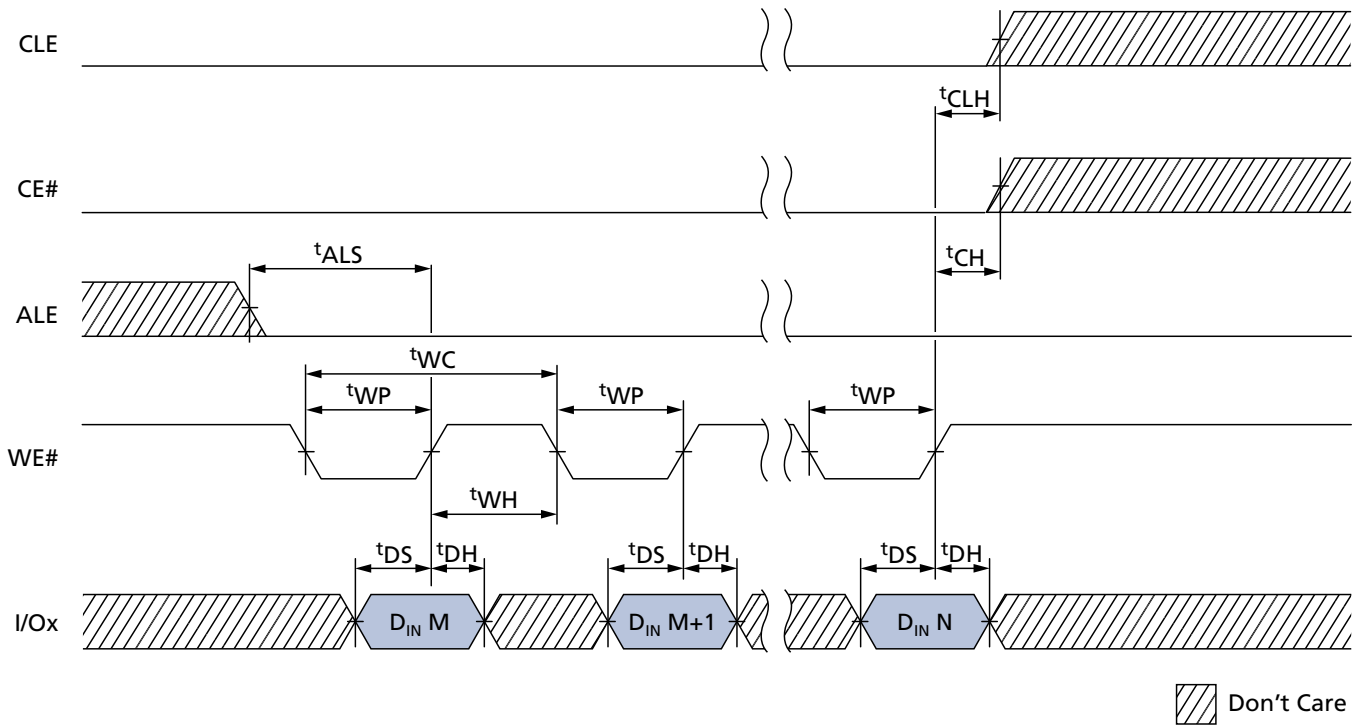 CLE
tCLH
CE#
tALS
tCH
ALE
tWC
tWP
tWP
tWP
WE#
tWH
tDS
tDH
tDS
tDH
tDS
tDH
I/Ox
DIN M
DIN M+1
DIN N
Don't Care